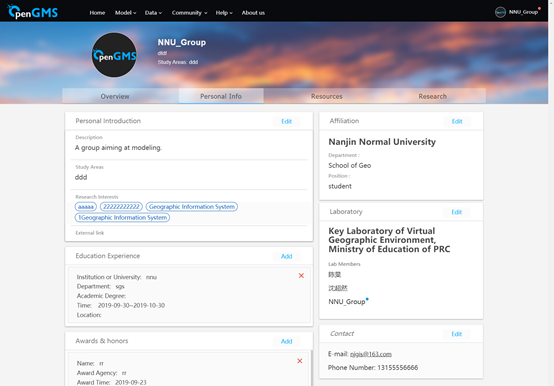 OpenGMS
Home
Model
Data
Community
Help
About us
NNU_Group
OpenGMS
NNU_Group
dfdf
Study Areas ddd
Overview
Personal Info
Resources
Research
Personal Introduction
Edit
Description
A group aiming at modeling.
Study Areas
ddd
Research Interests
aaaaa
22222222222
Geographic Information System
1Geographic Information System
External link
Education Experience
Add
Institution or University: nnu
Department: sgs
Academic Degree:
Time: 2019-09-30--2019-10-30
Location:
Awards & honors
Add
Name: rr
Award Agency: rr
Award Time: 2019-09-23
Affiliation
Edit
Nanjin Normal University
Department :
School of Geo
Position :
student
Laboratory
Edit
Key Laboratory of Virtual
Geographic Environment,
Ministry of Education of PRC
Lab Members
陈旻
沈超然
NNU_Group
Contact
Edit
E-mail: njgis@163.com
Phone Number: 13155556666